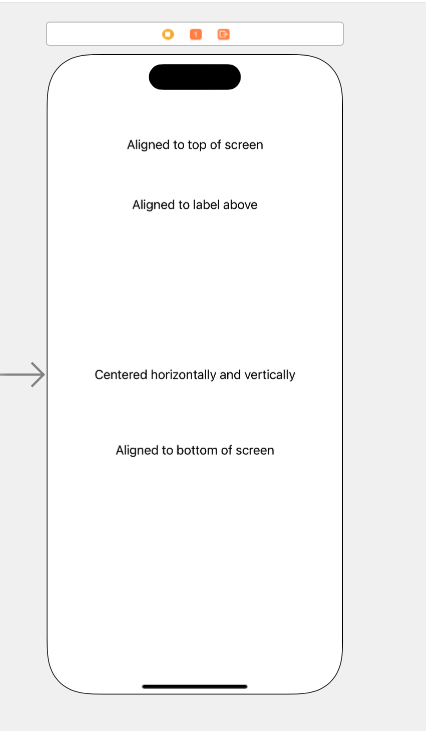 Aligned to top of screen
Aligned to label above
Centered horizontally and vertically
Aligned to bottom of screen